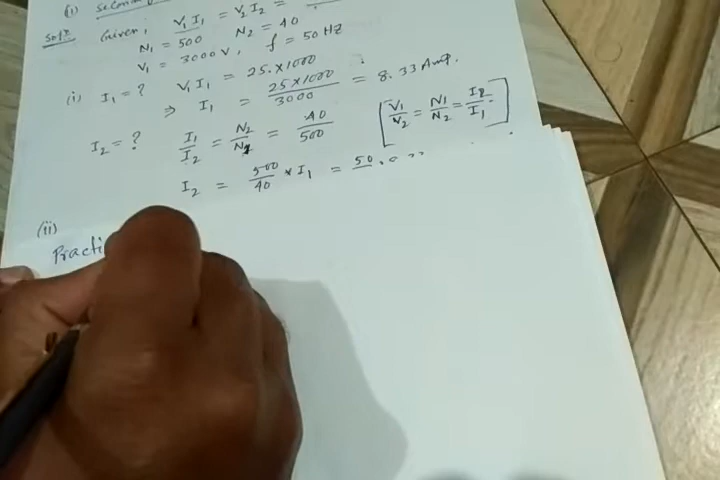 (i) Secon
V1 I1 = V2 I2 =
Soln Given,
N1 = 500 N2 = 40
V1 = 3000 V, f = 50 HZ
(i) I1 = ? V1 I1 = 25×1000
⇒ I1 = 25×1000/3000 = 8.33 Amp.
I2 = ? I1/I2 = N2/N1 = 40/500 [V1/V2 = N1/N2 = I2/I1]
I2 = 500/40 × I1 = 50
(ii)
Practi